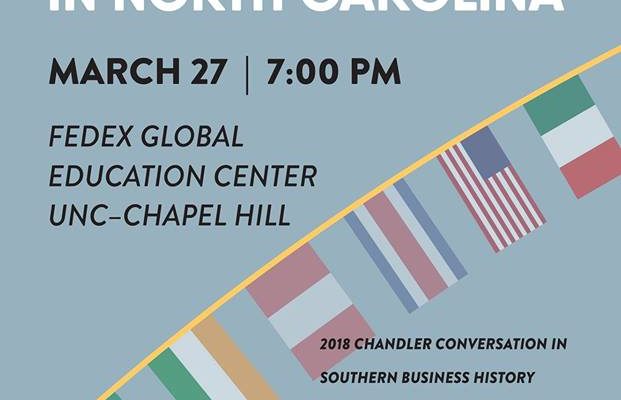 IN NORTH CAROLINA
MARCH 27 | 7:00 PM
FEDEX GLOBAL
EDUCATION CENTER
UNC–CHAPEL HILL
2018 CHANDLER CONVERSATION IN
SOUTHERN BUSINESS HISTORY